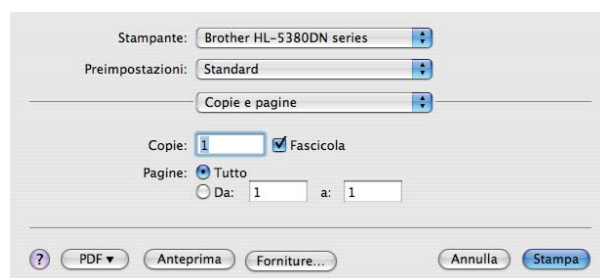 Stampante: Brother HL-5380DN series
Preimpostazioni: Standard
Copie e pagine
Copie: 1 Fascicola
Pagine: Tutto
Da: 1 a: 1
? PDF ▼ Anteprima Forniture... Annulla Stampa